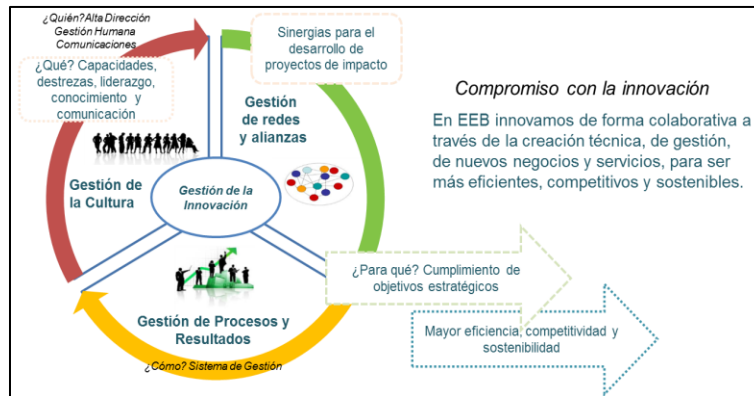 ¿Quién?Alta Dirección
Gestión Humana
Comunicaciones
¿Qué? Capacidades,
destrezas, liderazgo,
conocimiento y
comunicación
Sinergias para el
desarrollo de
proyectos de impacto
Gestión
de redes
y alianzas
Gestión de
la Cultura
Gestión de la
Innovación
Gestión de Procesos y
Resultados
¿Cómo? Sistema de Gestión
Compromiso con la innovación
En EEB innovamos de forma colaborativa a
través de la creación técnica, de gestión,
de nuevos negocios y servicios, para ser
más eficientes, competitivos y sostenibles.
¿Para qué? Cumplimiento de
objetivos estratégicos
Mayor eficiencia, competitividad y
sostenibilidad